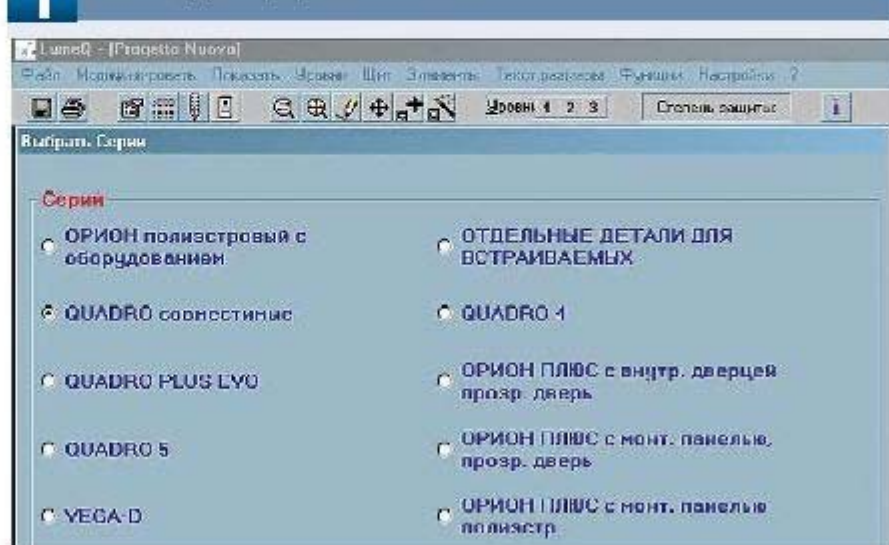 LumeQ - [Progetto Nuovo]
Файл Модифицировать Показать Уровни Щит Элементы Текст,размеры Функции Настройки ?
Уровни 1 2 3 Степень защиты i
Выбрать Серии
Серии
ОРИОН полиэстровый с
оборудованием
QUADRO совместимые
QUADRO PLUS EVO
QUADRO 5
VEGA-D
ОТДЕЛЬНЫЕ ДЕТАЛИ ДЛЯ
ВСТРАИВАЕМЫХ
QUADRO 4
ОРИОН ПЛЮС с внутр. дверцей
прозр. дверь
ОРИОН ПЛЮС с монт. панелью,
прозр. дверь
ОРИОН ПЛЮС с монт. панелью
полиэстр